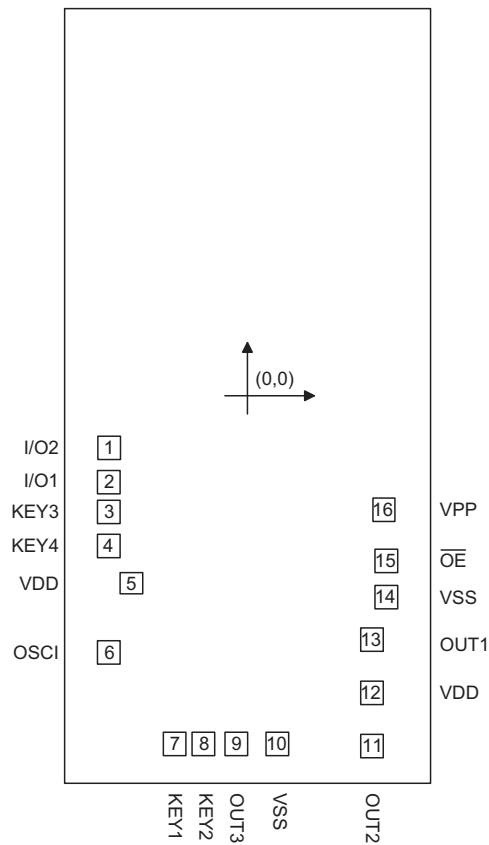 (0,0)
I/O2 1
I/O1 2
KEY3 3
KEY4 4
VDD 5
OSCI 6
16 VPP
15 O̅E̅
14 VSS
13 OUT1
12 VDD
7 8 9 10 11
KEY1
KEY2
OUT3
VSS
OUT2